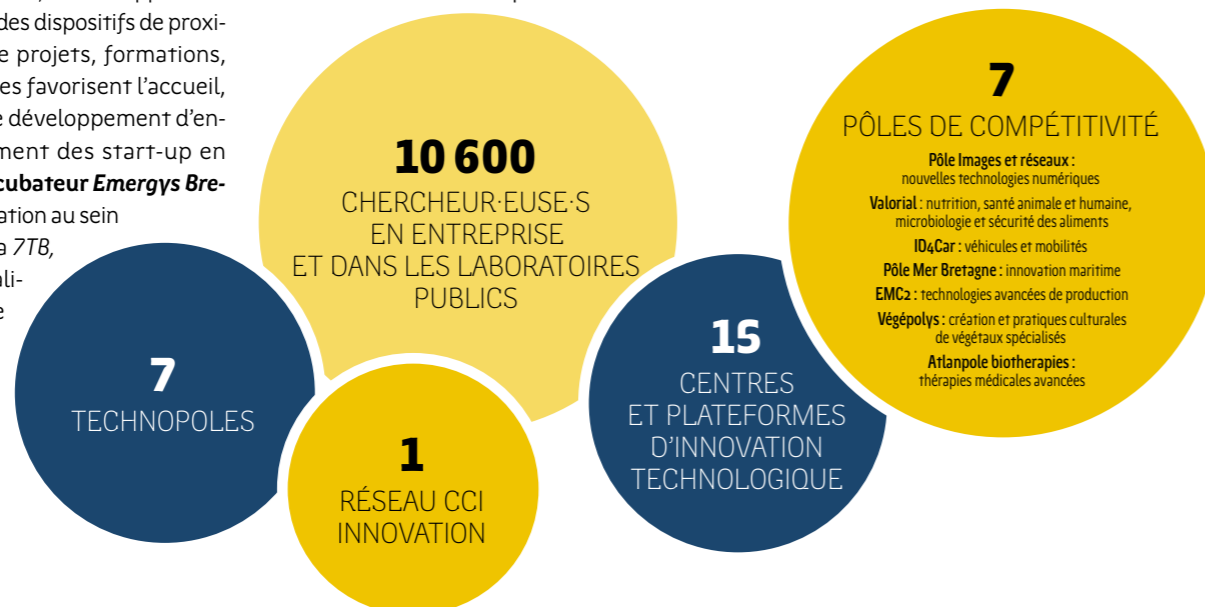 des dispositifs de proxi-
projets, formations,
es favorisent l'accueil,
développement d'en-
ment des start-up en
cubateur Emergys Bre-
ation au sein
a 7TB,
ali-
e
10 600
CHERCHEUR·EUSE·S
EN ENTREPRISE
ET DANS LES LABORATOIRES
PUBLICS
7
PÔLES DE COMPÉTITIVITÉ
Pôle Images et réseaux :
nouvelles technologies numériques
Valorial : nutrition, santé animale et humaine,
microbiologie et sécurité des aliments
ID4Car : véhicules et mobilités
Pôle Mer Bretagne : innovation maritime
EMC2 : technologies avancées de production
Végépolys : création et pratiques culturales
de végétaux spécialisés
Atlanpole biotherapies :
thérapies médicales avancées
7
TECHNOPOLES
1
RÉSEAU CCI
INNOVATION
15
CENTRES
ET PLATEFORMES
D'INNOVATION
TECHNOLOGIQUE